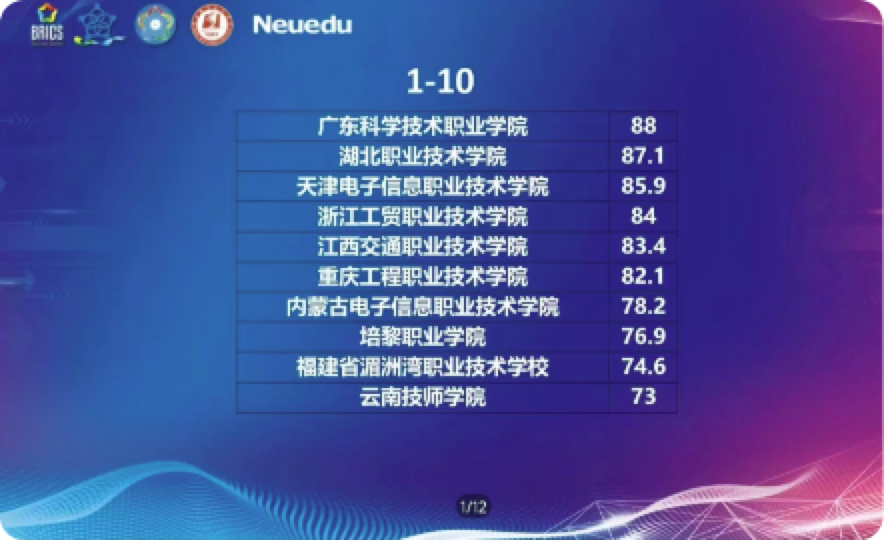 BRICS
Neuedu
1-10
广东科学技术职业学院 88
湖北职业技术学院 87.1
天津电子信息职业技术学院 85.9
浙江工贸职业技术学院 84
江西交通职业技术学院 83.4
重庆工程职业技术学院 82.1
内蒙古电子信息职业技术学院 78.2
培黎职业学院 76.9
福建省湄洲湾职业技术学校 74.6
云南技师学院 73
1/12